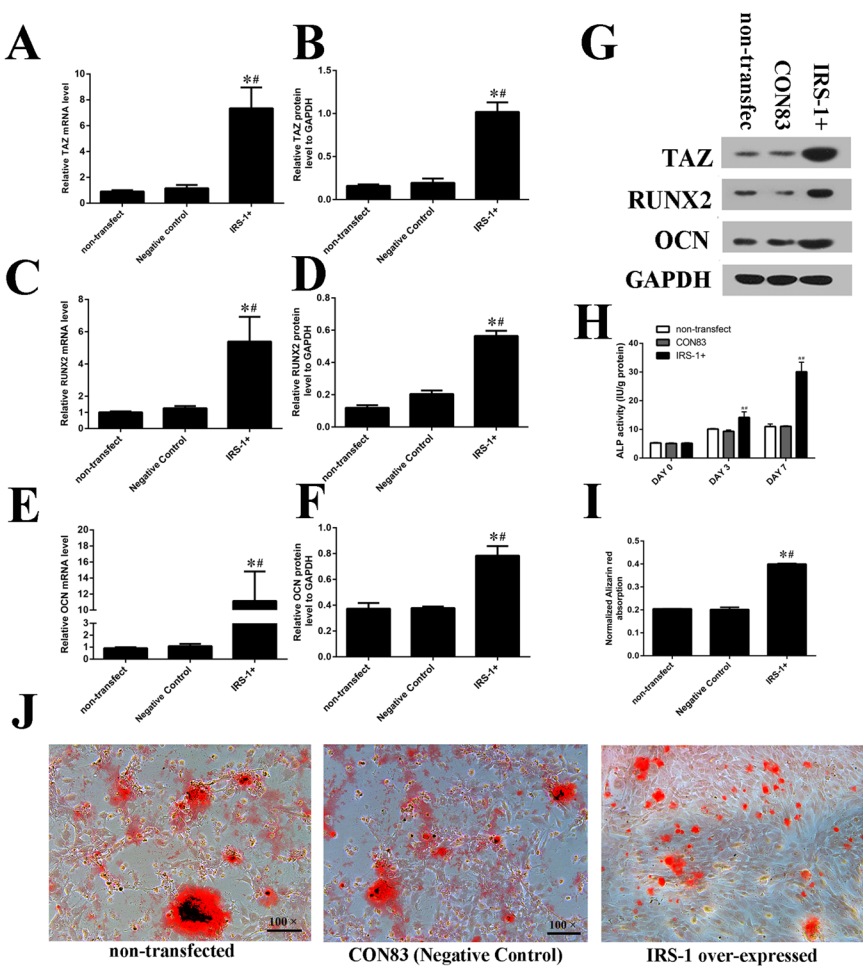 A
Relative TAZ mRNA level
10
8
6
4
2
0
*#
non-transfect
Negative control
IRS-1+
B
Relative TAZ protein
level to GAPDH
1.5
1.0
0.5
0.0
*#
non-transfect
Negative Control
IRS-1+
G
non-transfec
CON83
IRS-1+
TAZ
RUNX2
OCN
GAPDH
C
Relative RUNX2 mRNA level
8
6
4
2
0
*#
non-transfect
Negative Control
IRS-1+
D
Relative RUNX2 protein
level to GAPDH
0.8
0.6
0.4
0.2
0.0
*#
non-transfect
Negative Control
IRS-1+
H
non-transfect
CON83
IRS-1+
ALP activity (IU/g protein)
40
30
20
10
0
DAY 0
DAY 3
DAY 7
E
Relative OCN mRNA level
20
18
16
14
12
10
3
2
1
0
*#
non-transfect
Negative Control
IRS-1+
F
Relative OCN protein
level to GAPDH
1.0
0.8
0.6
0.4
0.2
0.0
*#
non-transfect
Negative Control
IRS-1+
I
Normalized Alizarin red
absorption
0.5
0.4
0.3
0.2
0.1
0.0
*#
non-transfect
Negative Control
IRS-1+
J
100 ×
100 ×
non-transfected
CON83 (Negative Control)
IRS-1 over-expressed